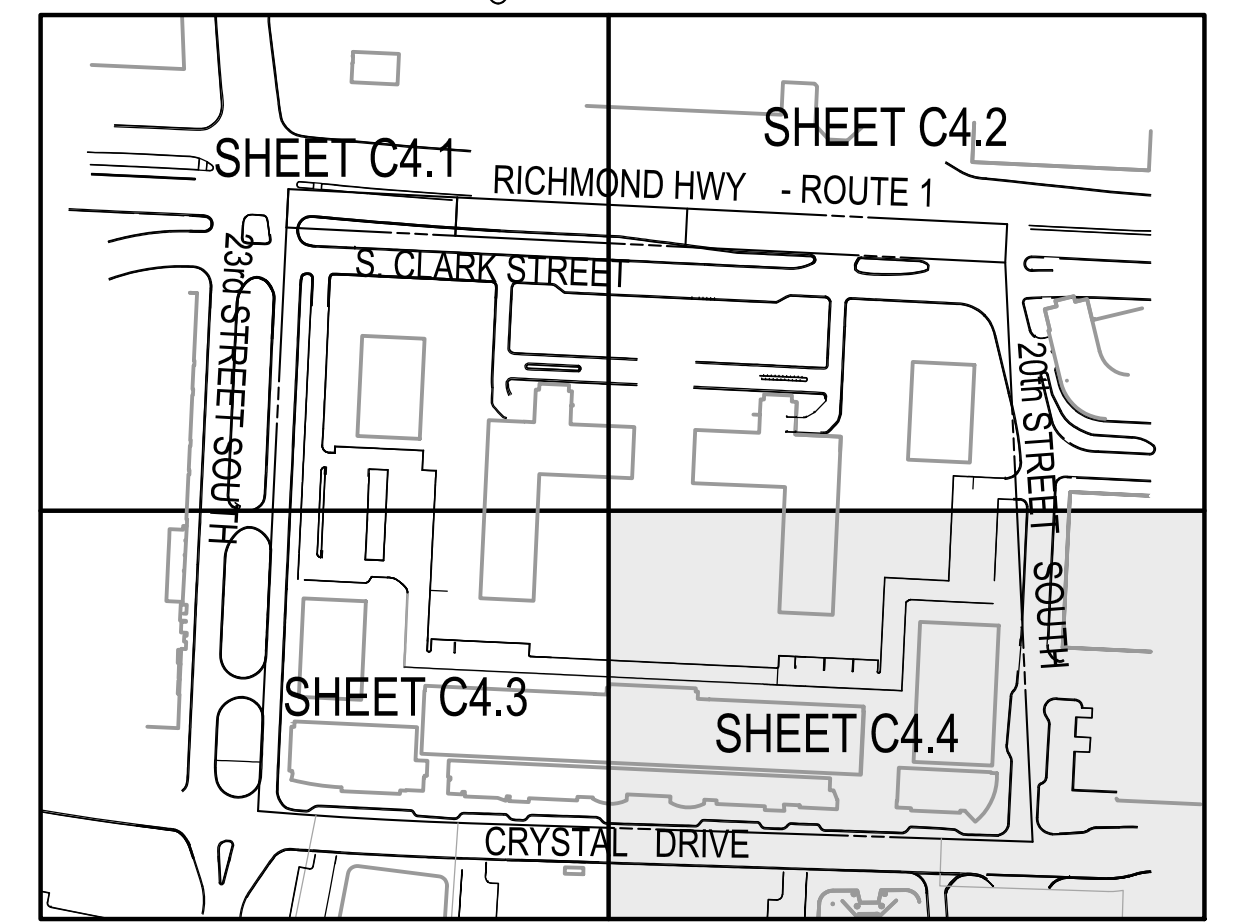 SHEET C4.2
SHEET C4.1
RICHMOND HWY - ROUTE 1
S. CLARK STREET
23rd STREET SOUTH
20th STREET SOUTH
SHEET C4.3
SHEET C4.4
CRYSTAL DRIVE